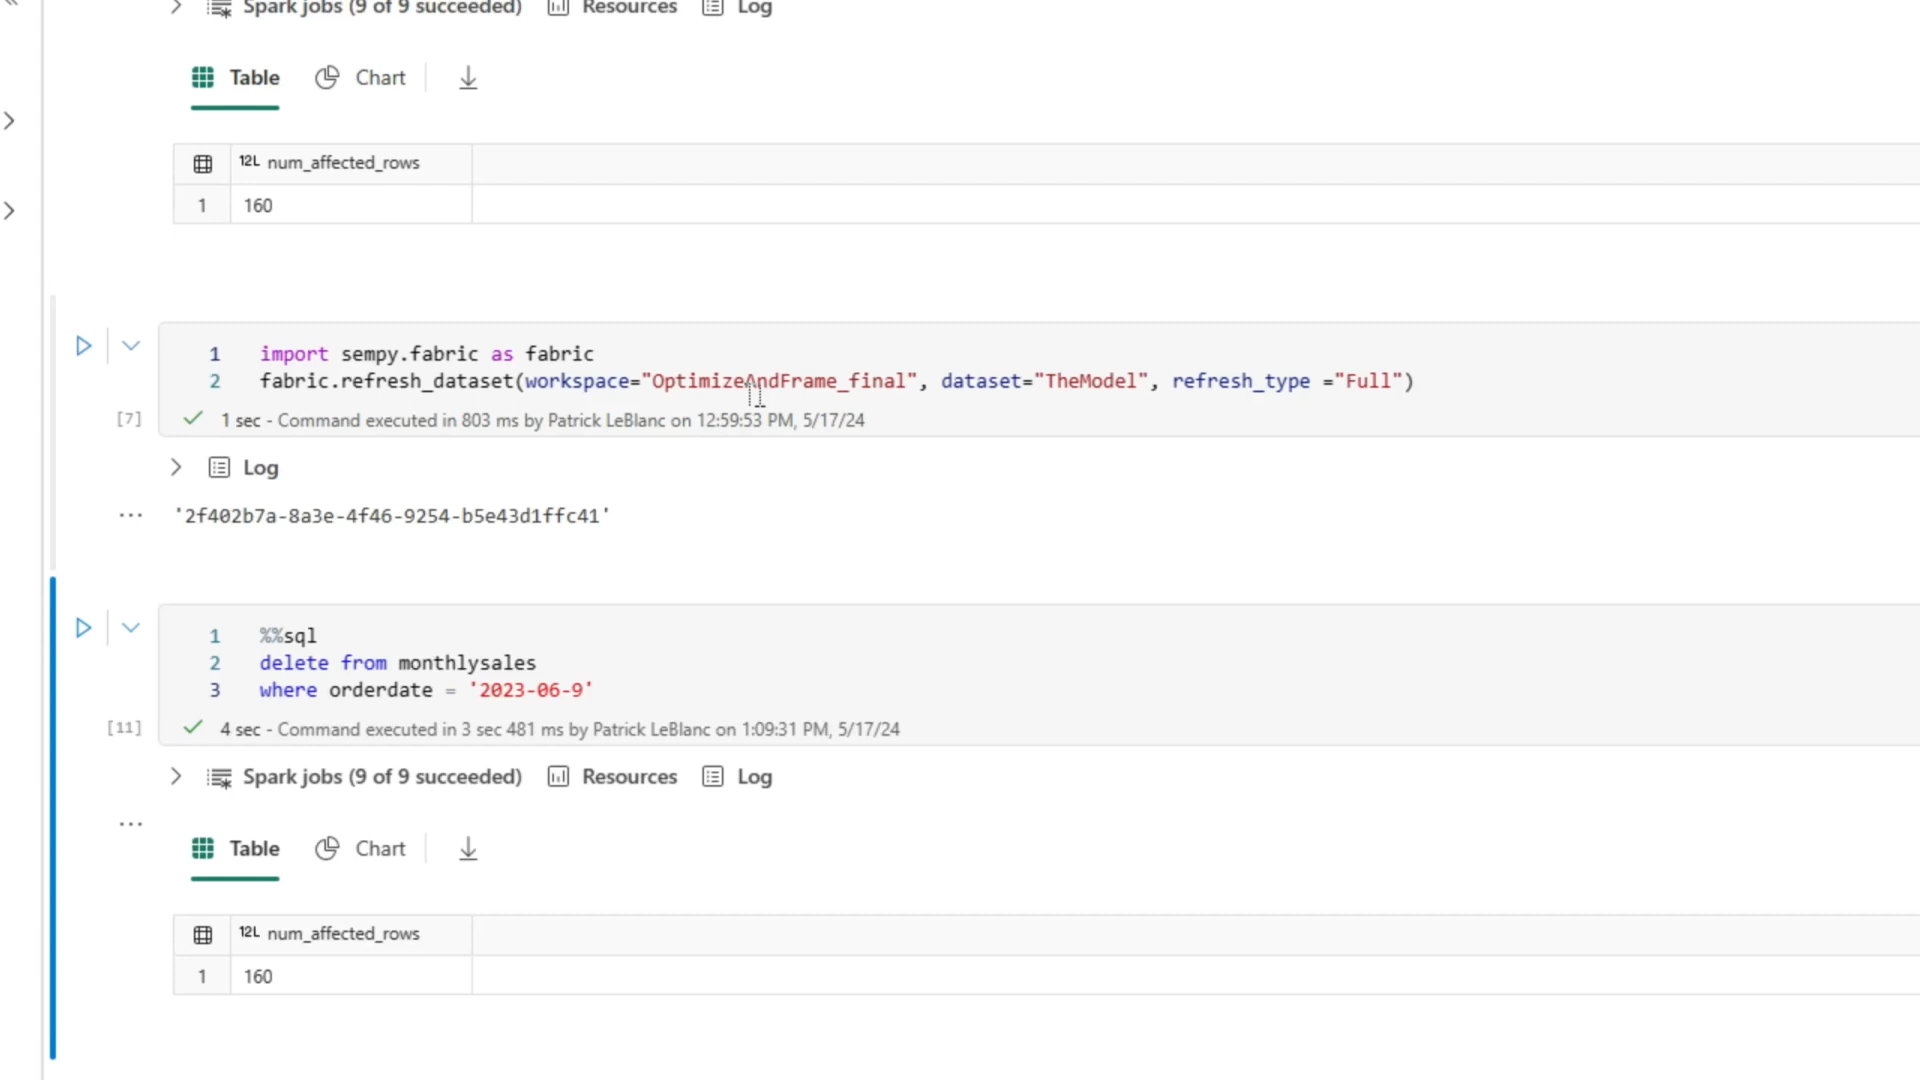 Spark jobs (9 of 9 succeeded) Resources Log
Table Chart
12L num_affected_rows
1 160
1 import sempy.fabric as fabric
2 fabric.refresh_dataset(workspace="OptimizeAndFrame_final", dataset="TheModel", refresh_type ="Full")
[7] 1 sec - Command executed in 803 ms by Patrick LeBlanc on 12:59:53 PM, 5/17/24
Log
... '2f402b7a-8a3e-4f46-9254-b5e43d1ffc41'
1 %%sql
2 delete from monthlysales
3 where orderdate = '2023-06-9'
[11] 4 sec - Command executed in 3 sec 481 ms by Patrick LeBlanc on 1:09:31 PM, 5/17/24
Spark jobs (9 of 9 succeeded) Resources Log
...
Table Chart
12L num_affected_rows
1 160